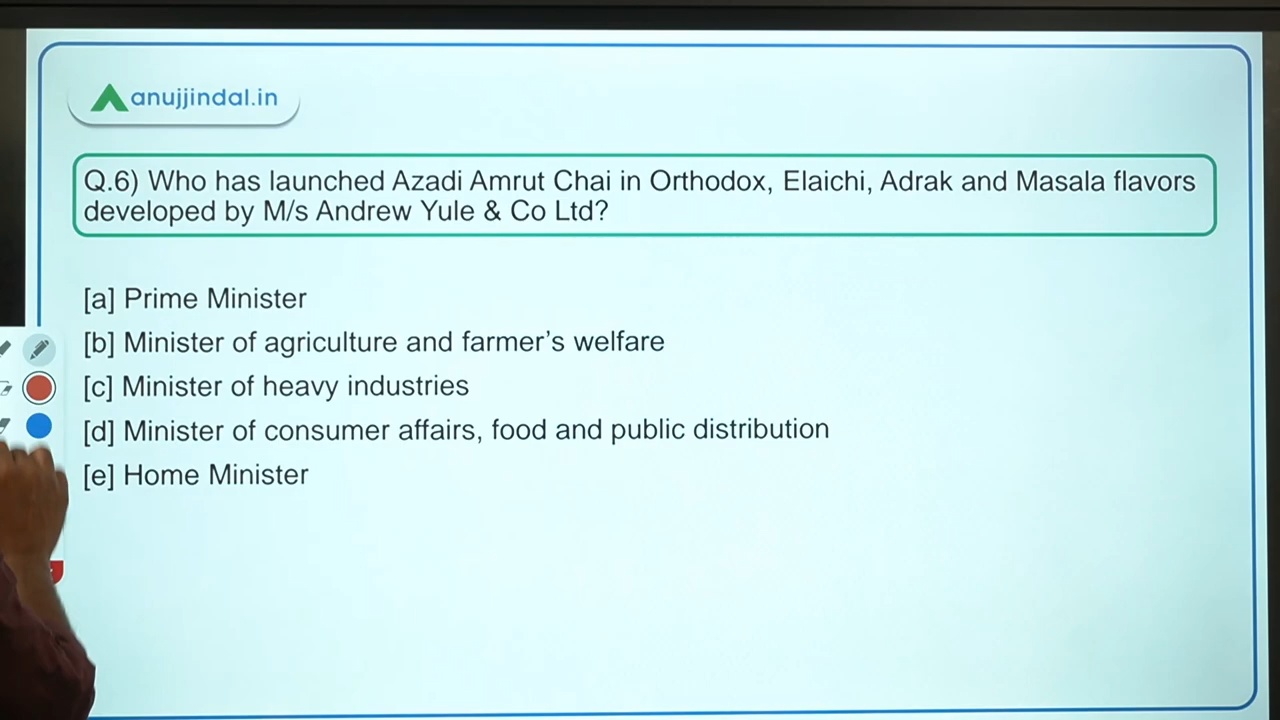 anujjindal.in
Q.6) Who has launched Azadi Amrut Chai in Orthodox, Elaichi, Adrak and Masala flavors
developed by M/s Andrew Yule & Co Ltd?
[a] Prime Minister
[b] Minister of agriculture and farmer’s welfare
[c] Minister of heavy industries
[d] Minister of consumer affairs, food and public distribution
[e] Home Minister